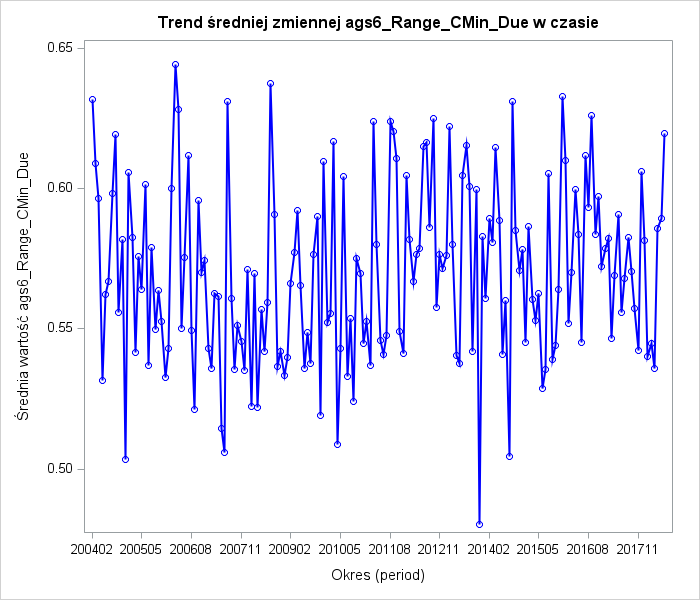 Trend średniej zmiennej ags6_Range_CMin_Due w czasie
0.65
0.60
0.55
0.50
Średnia wartość ags6_Range_CMin_Due
200402 200505 200608 200711 200902 201005 201108 201211 201402 201505 201608 201711
Okres (period)